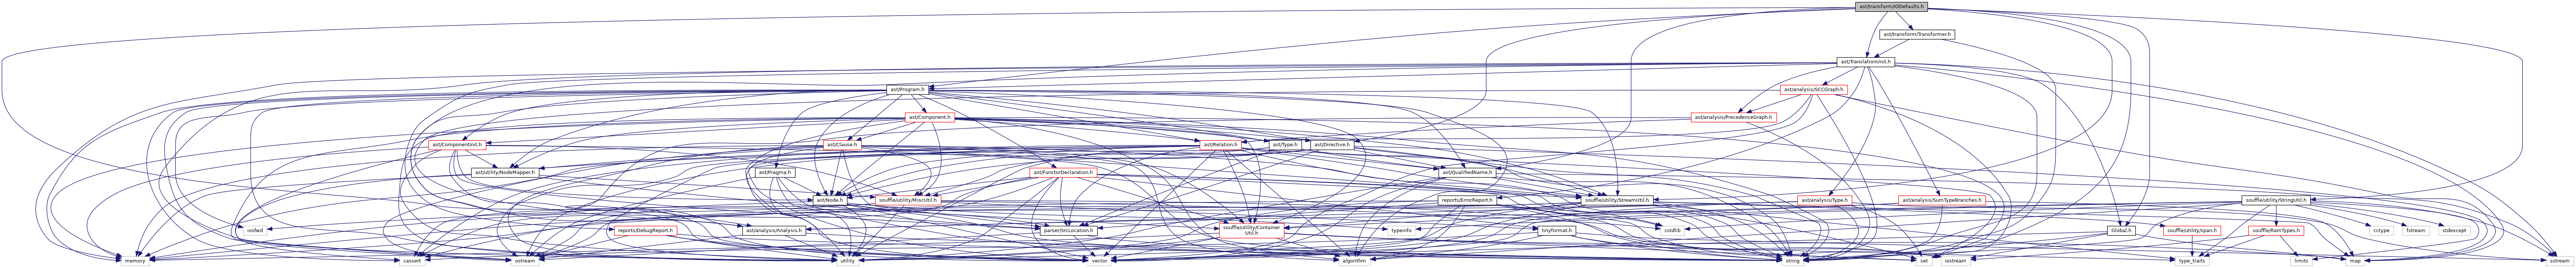 ast/transform/IODefaults.h
ast/transform/Transformer.h
ast/TranslationUnit.h
ast/Program.h
ast/analysis/SCCGraph.h
ast/Component.h
ast/analysis/PrecedenceGraph.h
ast/ComponentInit.h
ast/Clause.h
ast/Relation.h
ast/Type.h
ast/Directive.h
ast/utility/NodeMapper.h
ast/Pragma.h
ast/FunctorDeclaration.h
ast/QualifiedName.h
ast/Node.h
souffle/utility/MiscUtil.h
reports/ErrorReport.h
souffle/utility/StreamUtil.h
ast/analysis/Type.h
ast/analysis/SumTypeBranches.h
souffle/utility/StringUtil.h
iosfwd
reports/DebugReport.h
ast/analysis/Analysis.h
parser/SrcLocation.h
souffle/utility/Container
Util.h
typeinfo
tinyformat.h
cstdlib
Global.h
souffle/utility/span.h
souffle/RamTypes.h
cctype
fstream
stdexcept
memory
cassert
ostream
utility
vector
algorithm
string
set
iostream
type_traits
limits
map
sstream